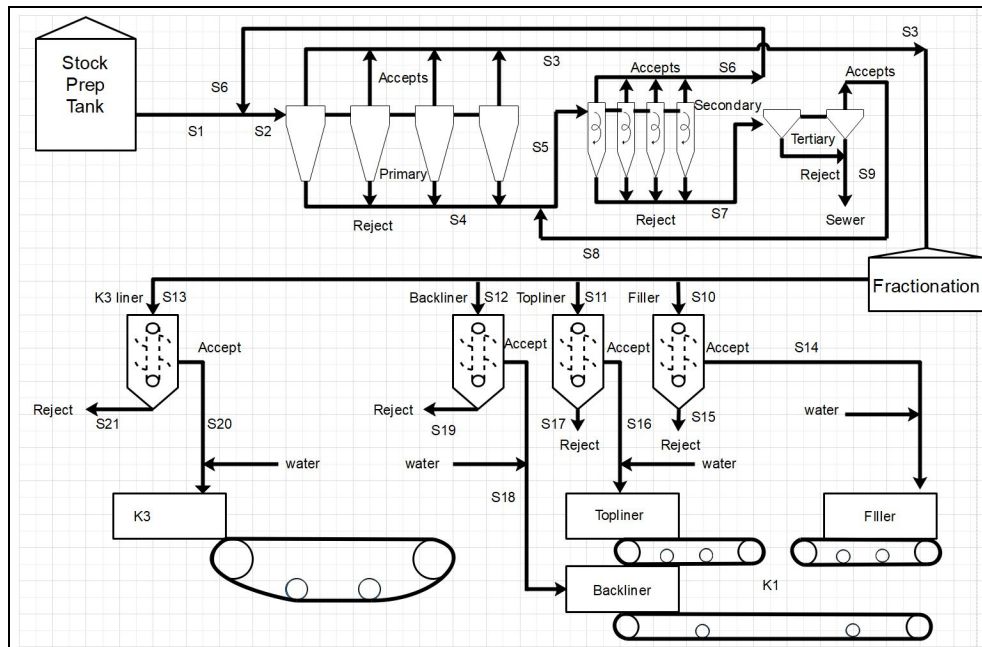 S3
Stock
Prep
Tank
S6
S3
Accepts
S6
Accepts
Accepts
Secondary
S1
S2
S5
Tertiary
Primary
Reject
S9
Reject
S4
Reject
S7
Sewer
S8
Fractionation
K3 liner
S13
Backliner
S12
Topliner
S11
Filler
S10
Accept
Accept
Accept
Accept
S14
Reject
S21
S20
Reject
S19
S17
S16
S15
water
Reject
Reject
water
water
water
S18
K3
Topliner
FIller
Backliner
K1